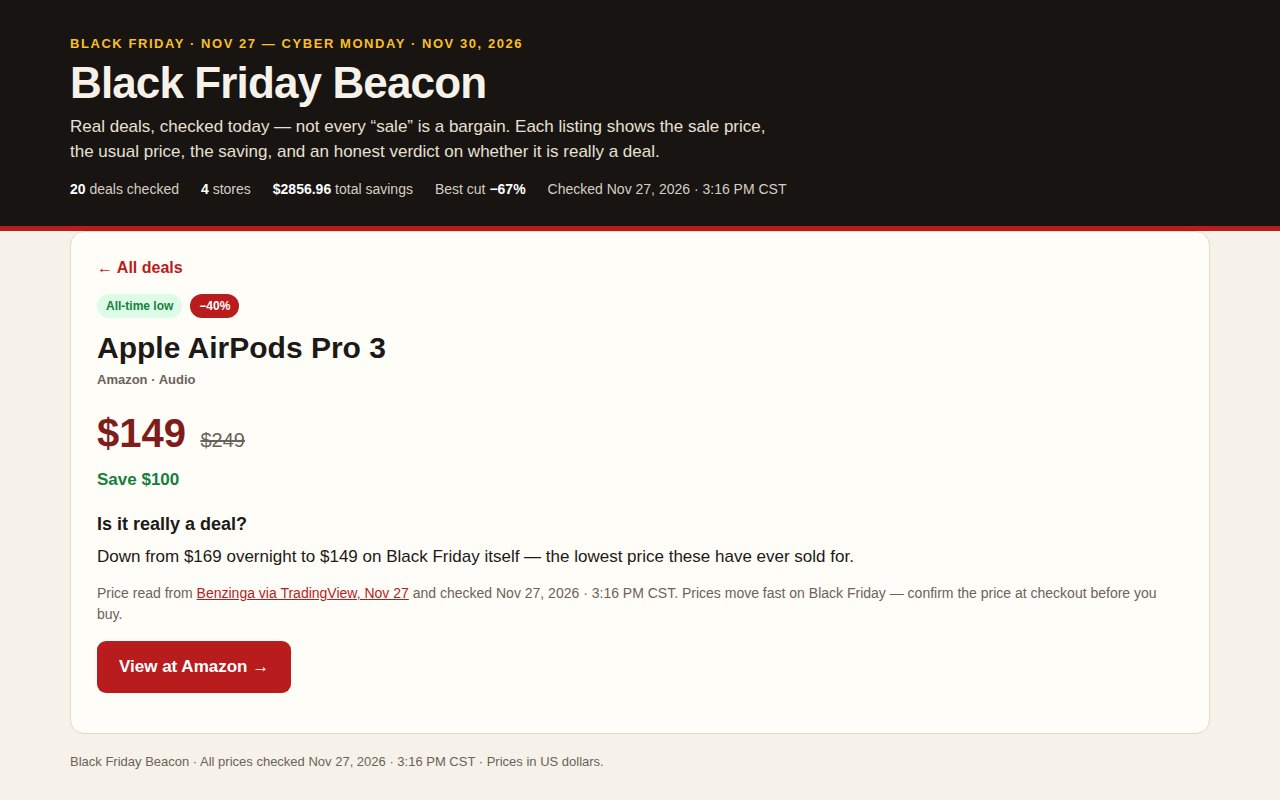 BLACK FRIDAY · NOV 27 — CYBER MONDAY · NOV 30, 2026
Black Friday Beacon
Real deals, checked today — not every “sale” is a bargain. Each listing shows the sale price,
the usual price, the saving, and an honest verdict on whether it is really a deal.
20 deals checked 4 stores $2856.96 total savings Best cut −67% Checked Nov 27, 2026 · 3:16 PM CST
← All deals
All-time low −40%
Apple AirPods Pro 3
Amazon · Audio
$149 $249
Save $100
Is it really a deal?
Down from $169 overnight to $149 on Black Friday itself — the lowest price these have ever sold for.
Price read from Benzinga via TradingView, Nov 27 and checked Nov 27, 2026 · 3:16 PM CST. Prices move fast on Black Friday — confirm the price at checkout before you
buy.
View at Amazon →
Black Friday Beacon · All prices checked Nov 27, 2026 · 3:16 PM CST · Prices in US dollars.